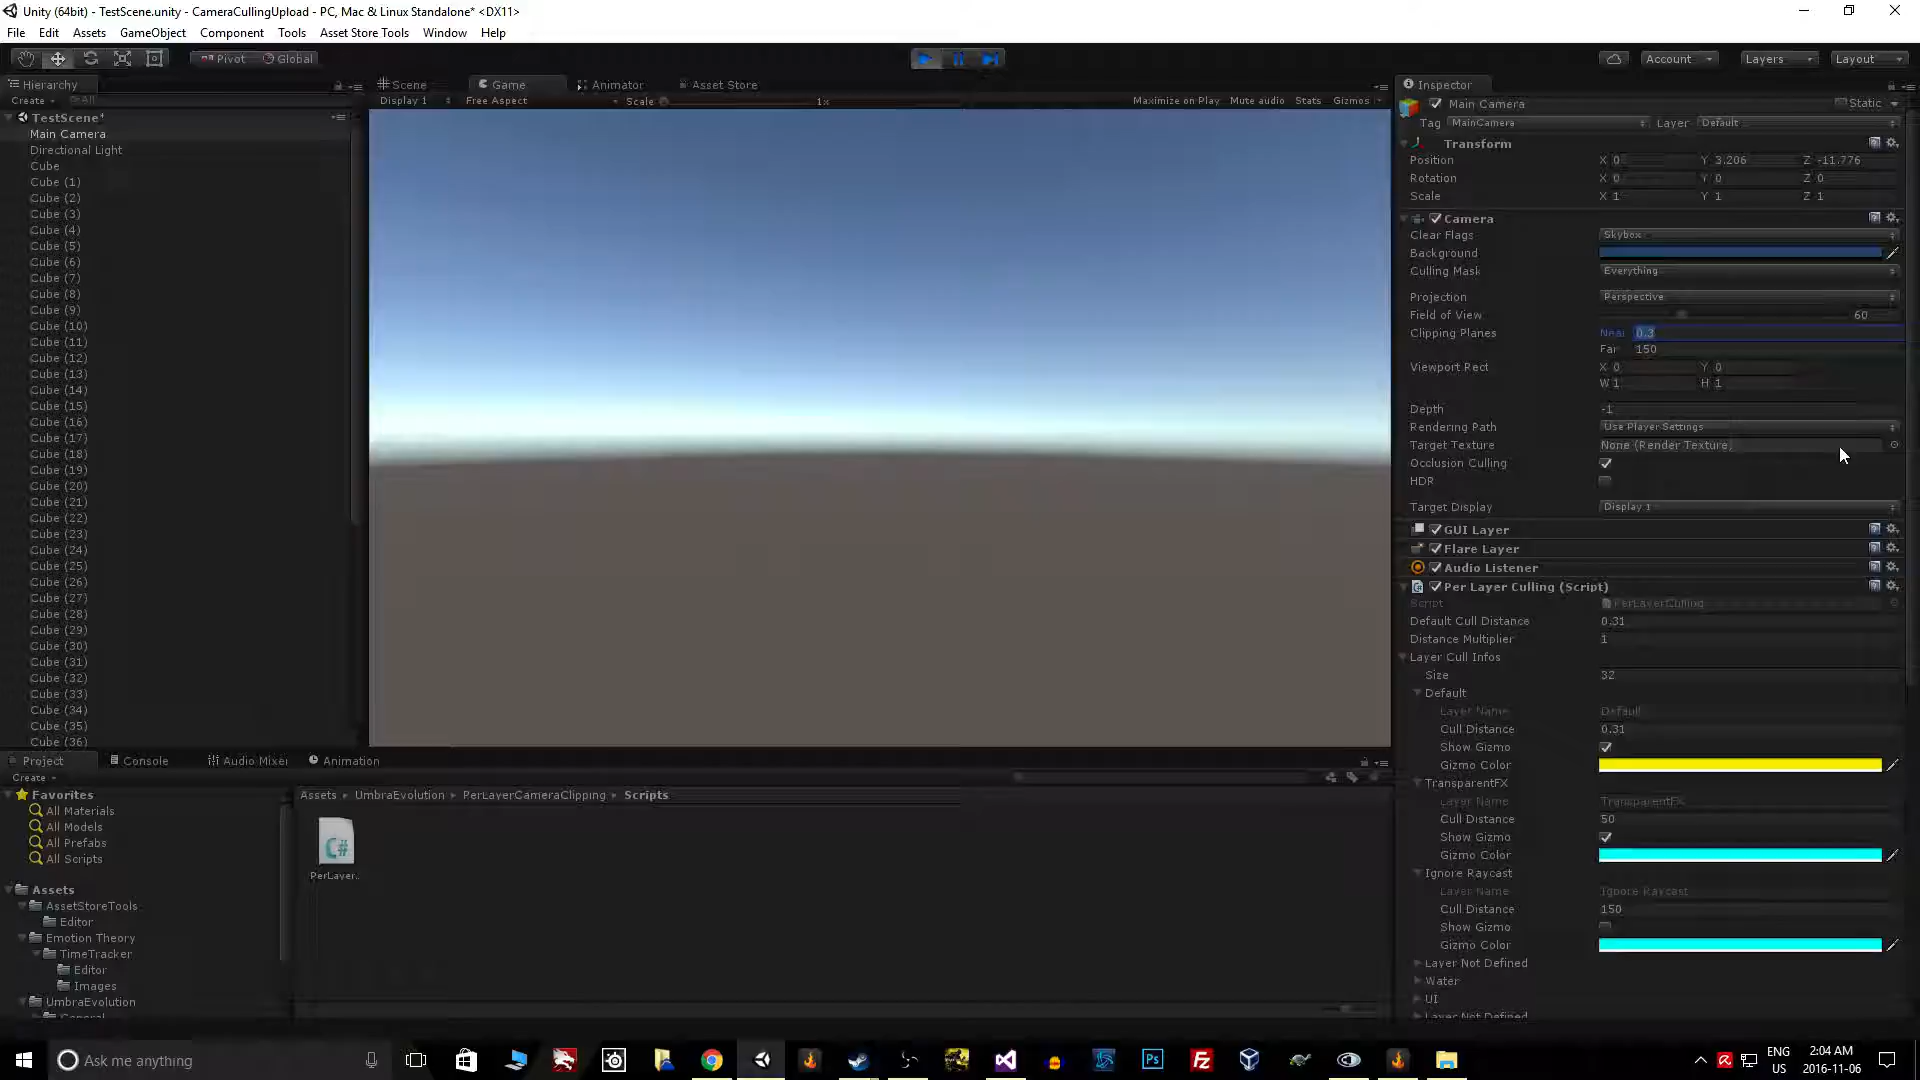 Unity (64bit) - TestScene.unity - CameraCullingUpload - PC, Mac & Linux Standalone* <DX11>
File Edit Assets GameObject Component Tools Asset Store Tools Window Help
Pivot Global Account Layers Layout
Hierarchy Scene Game Animator Asset Store Inspector
Create All Display 1 Free Aspect Scale 1x Maximize on Play Mute audio Stats Gizmos Main Camera Static
TestScene* Tag MainCamera Layer Default
Main Camera Transform
Directional Light Position X 0 Y 3.206 Z -11.776
Cube Rotation X 0 Y 0 Z 0
Cube (1) Scale X 1 Y 1 Z 1
Cube (2)
Cube (3) Camera
Cube (4) Clear Flags Skybox
Cube (5) Background
Cube (6) Culling Mask Everything
Cube (7)
Cube (8) Projection Perspective
Cube (9) Field of View 60
Cube (10) Clipping Planes Near 0.3
Cube (11) Far 150
Cube (12) Viewport Rect X 0 Y 0
Cube (13) W 1 H 1
Cube (14)
Cube (15) Depth -1
Cube (16) Rendering Path Use Player Settings
Cube (17) Target Texture None (Render Texture)
Cube (18) Occlusion Culling
Cube (19) HDR
Cube (20)
Cube (21) Target Display Display 1
Cube (22) GUI Layer
Cube (23) Flare Layer
Cube (24) Audio Listener
Cube (25) Per Layer Culling (Script)
Cube (26) Script PerLayerCulling
Cube (27) Default Cull Distance 0.31
Cube (28) Distance Multiplier 1
Cube (29) Layer Cull Infos
Cube (30) Size 32
Cube (31) Default
Cube (32) Layer Name Default
Cube (33) Cull Distance 0.31
Cube (34) Show Gizmo
Cube (35) Gizmo Color
Cube (36) TransparentFX
Project Console Audio Mixer Animation Layer Name TransparentFX
Create Cull Distance 50
Favorites Assets UmbraEvolution PerLayerCameraClipping Scripts Show Gizmo
All Materials Gizmo Color
All Models Ignore Raycast
All Prefabs Layer Name Ignore Raycast
All Scripts C# Cull Distance 150
PerLayer.. Show Gizmo
Assets Gizmo Color
AssetStoreTools Layer Not Defined
Editor Water
Emotion Theory UI
TimeTracker Layer Not Defined
Editor
Images
UmbraEvolution
General
Ask me anything Ps Fz ENG 2:04 AM
US 2016-11-06